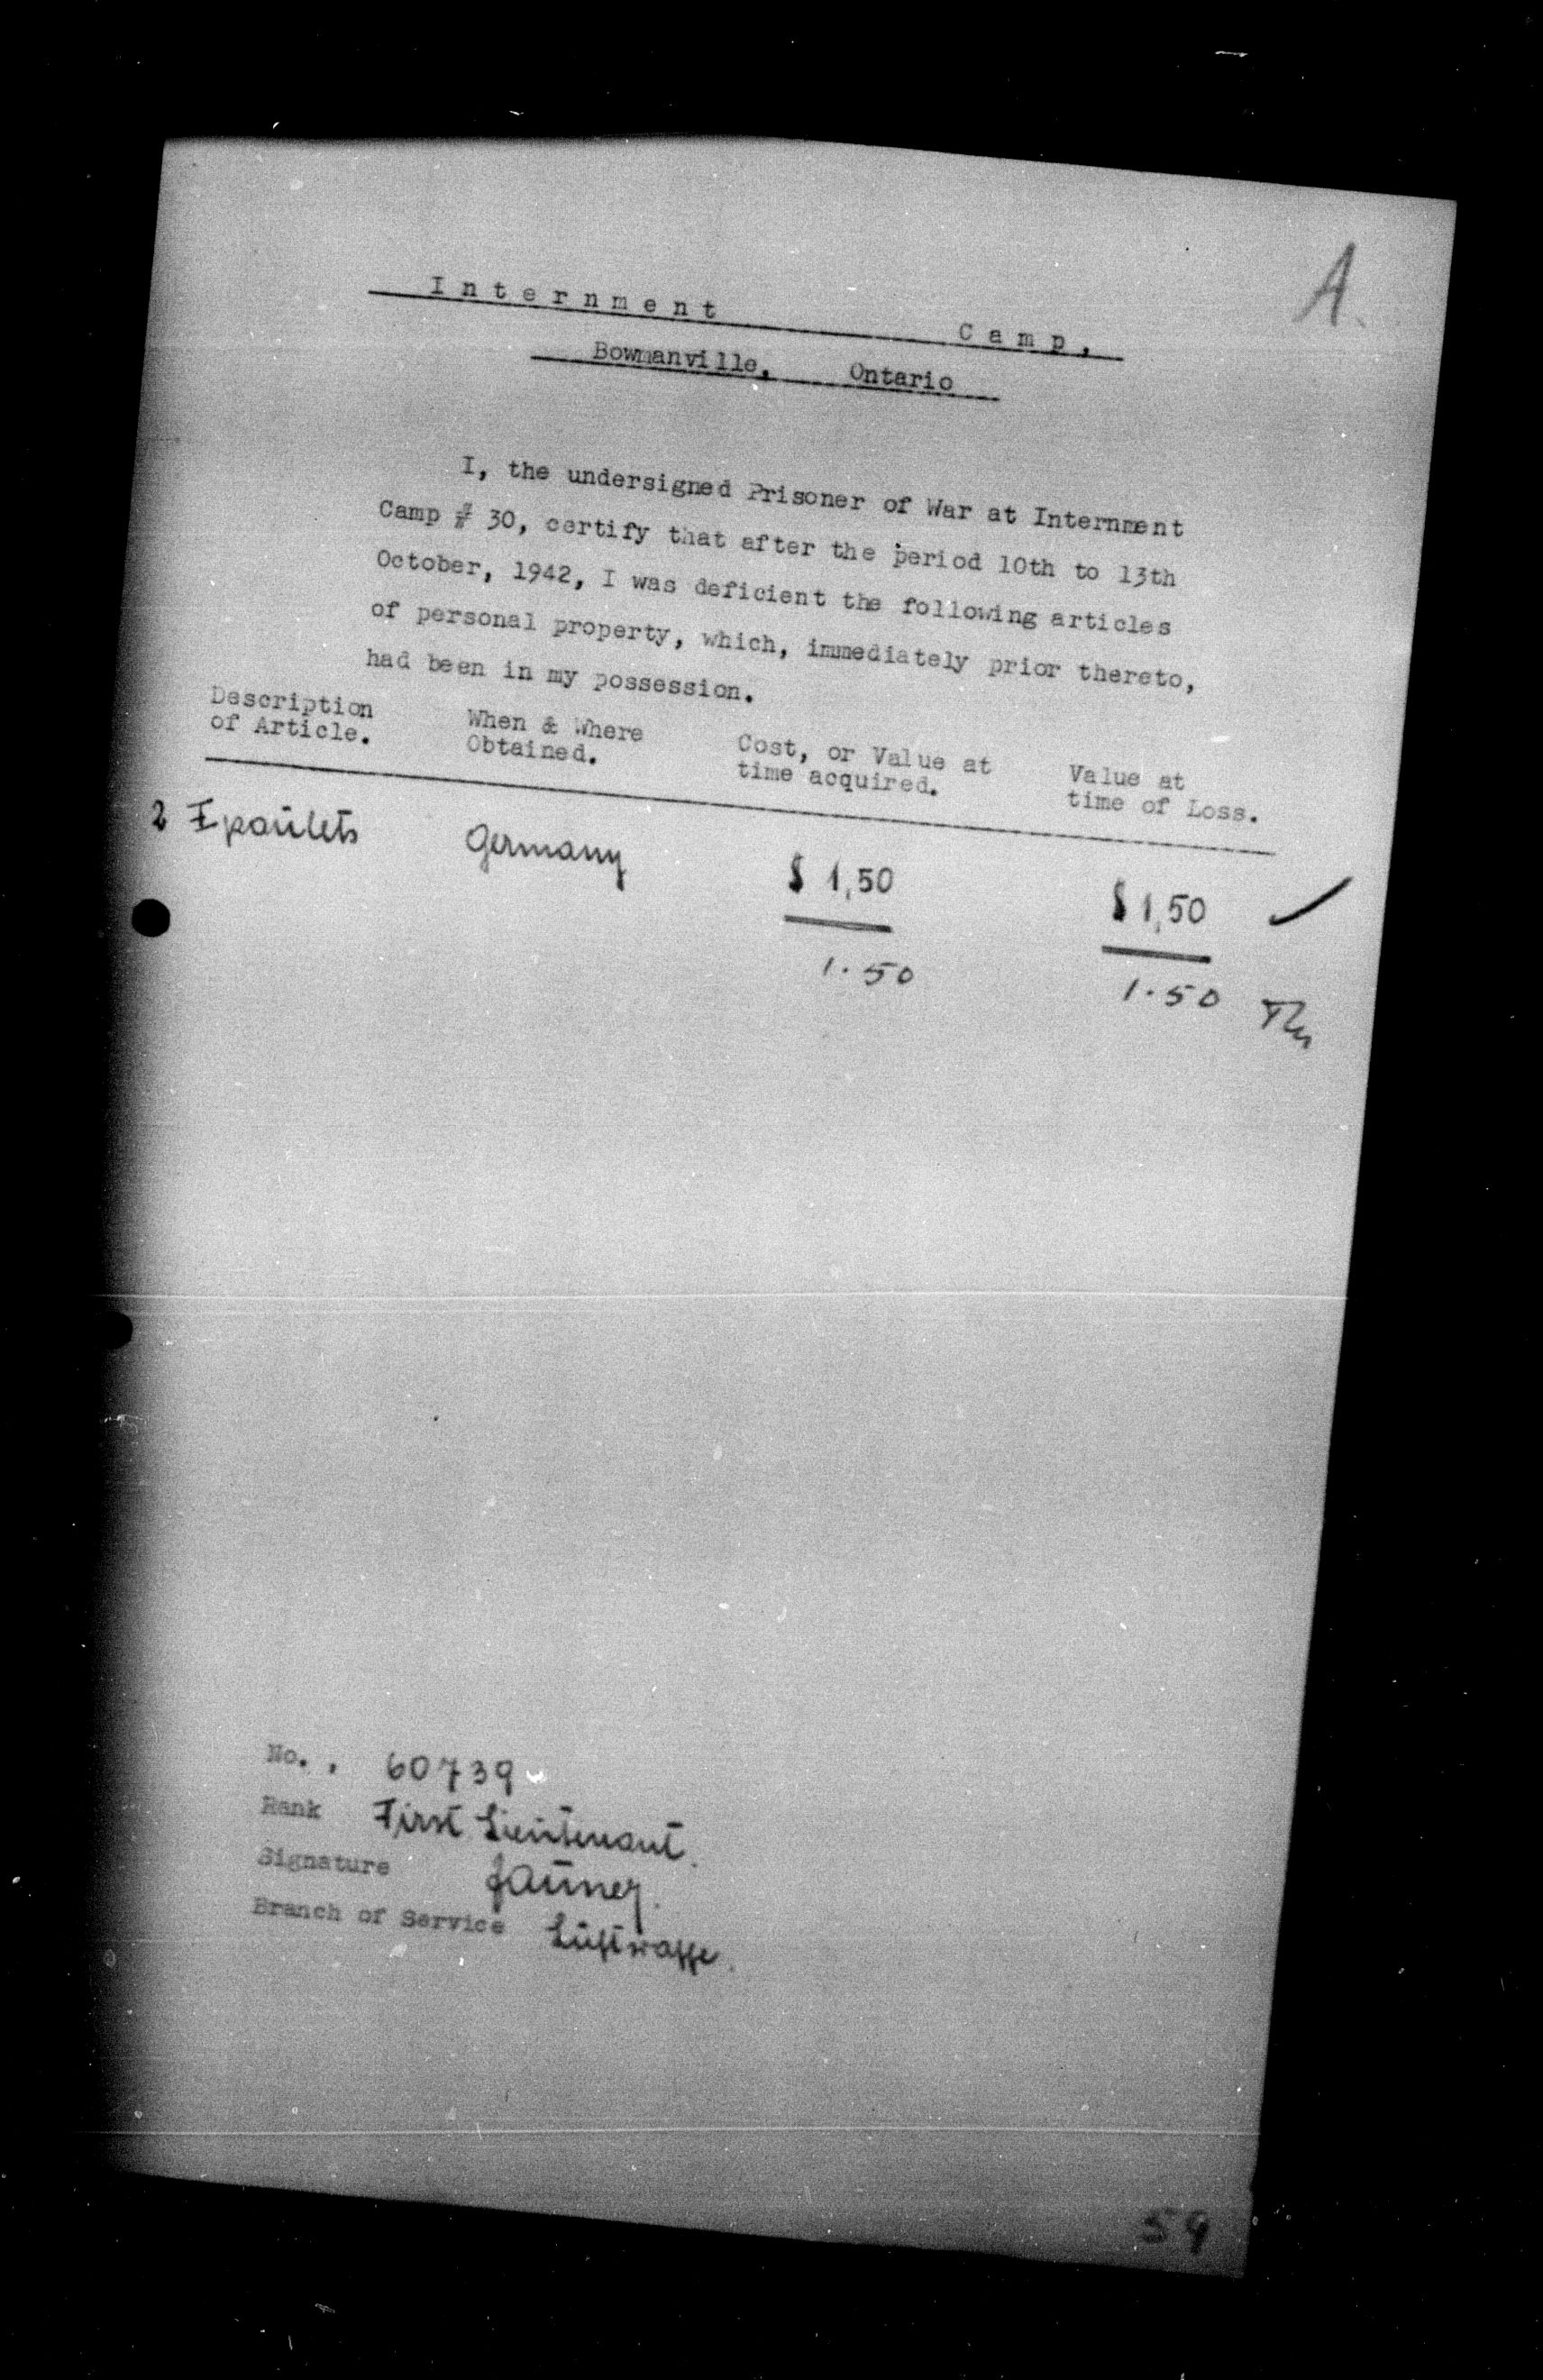 A.
Internment Camp,
Bowmanville, Ontario
I, the undersigned Prisoner of War at Internment
Camp # 30, certify that after the period 10th to 13th
October, 1942, I was deficient the following articles
of personal property, which, immediately prior thereto,
had been in my possession.
Description of Article. When & Where Obtained. Cost, or Value at time acquired. Value at time of Loss.
2 Epaulets Germany $ 1,50 $ 1,50 ✓
1.50 1.50
No. . 60739
Rank First Lieutenant.
Signature
Branch of Service Luftwaffe.
59